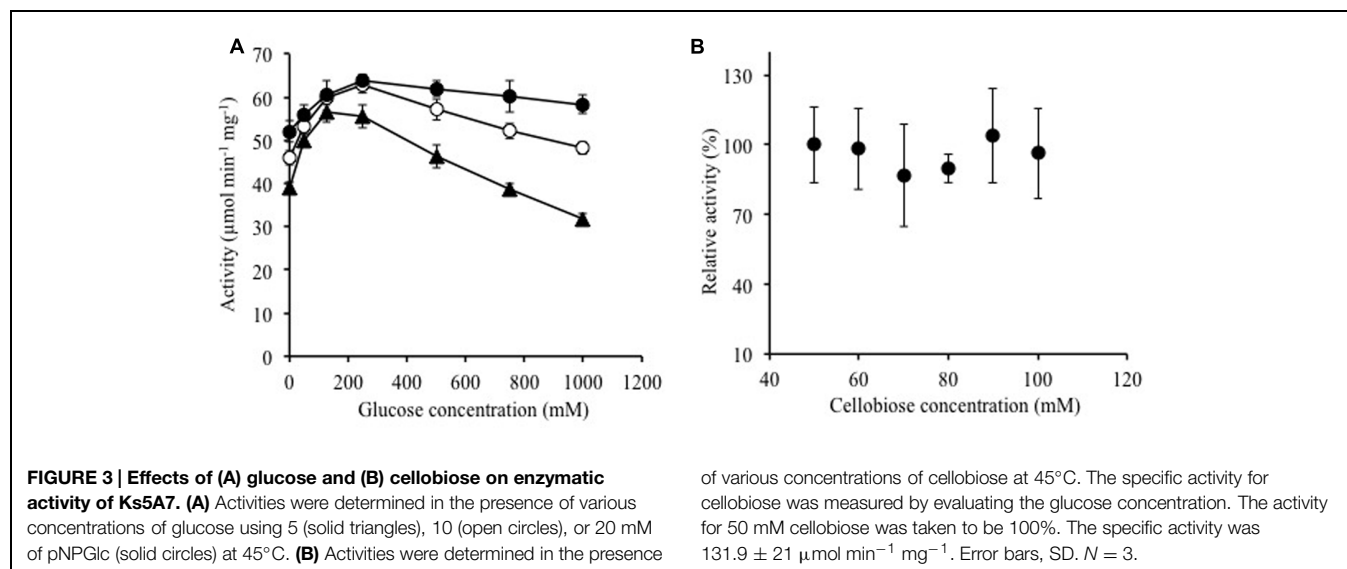 A
70
60
50
40
30
20
10
0
Activity (μmol min⁻¹ mg⁻¹)
0 200 400 600 800 1000 1200
Glucose concentration (mM)
B
130
100
70
40
10
Relative activity (%)
40 60 80 100 120
Cellobiose concentration (mM)
FIGURE 3 | Effects of (A) glucose and (B) cellobiose on enzymatic
activity of Ks5A7. (A) Activities were determined in the presence of various
concentrations of glucose using 5 (solid triangles), 10 (open circles), or 20 mM
of pNPGlc (solid circles) at 45°C. (B) Activities were determined in the presence
of various concentrations of cellobiose at 45°C. The specific activity for
cellobiose was measured by evaluating the glucose concentration. The activity
for 50 mM cellobiose was taken to be 100%. The specific activity was
131.9 ± 21 μmol min⁻¹ mg⁻¹. Error bars, SD. N = 3.